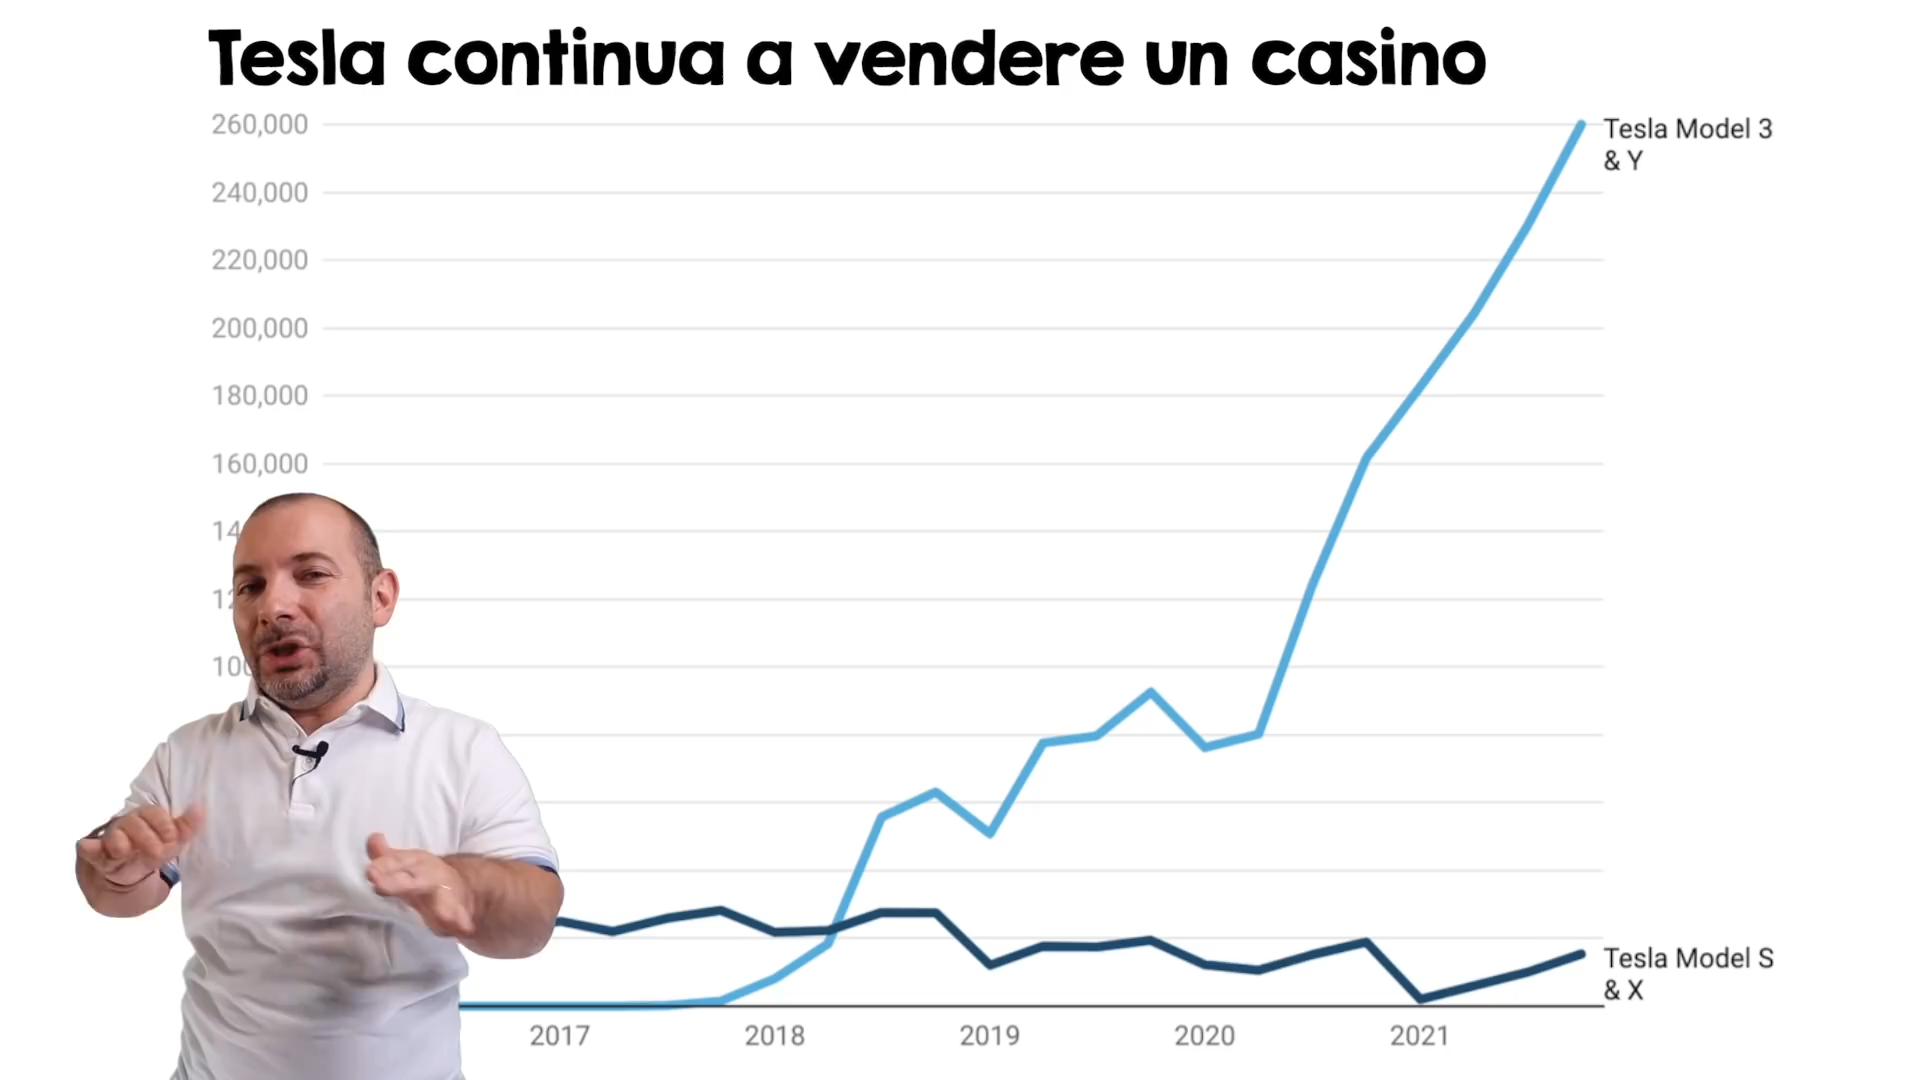 Tesla continua a vendere un casino
260,000
Tesla Model 3
& Y
240,000
220,000
200,000
180,000
160,000
Tesla Model S
& X
2017 2018 2019 2020 2021